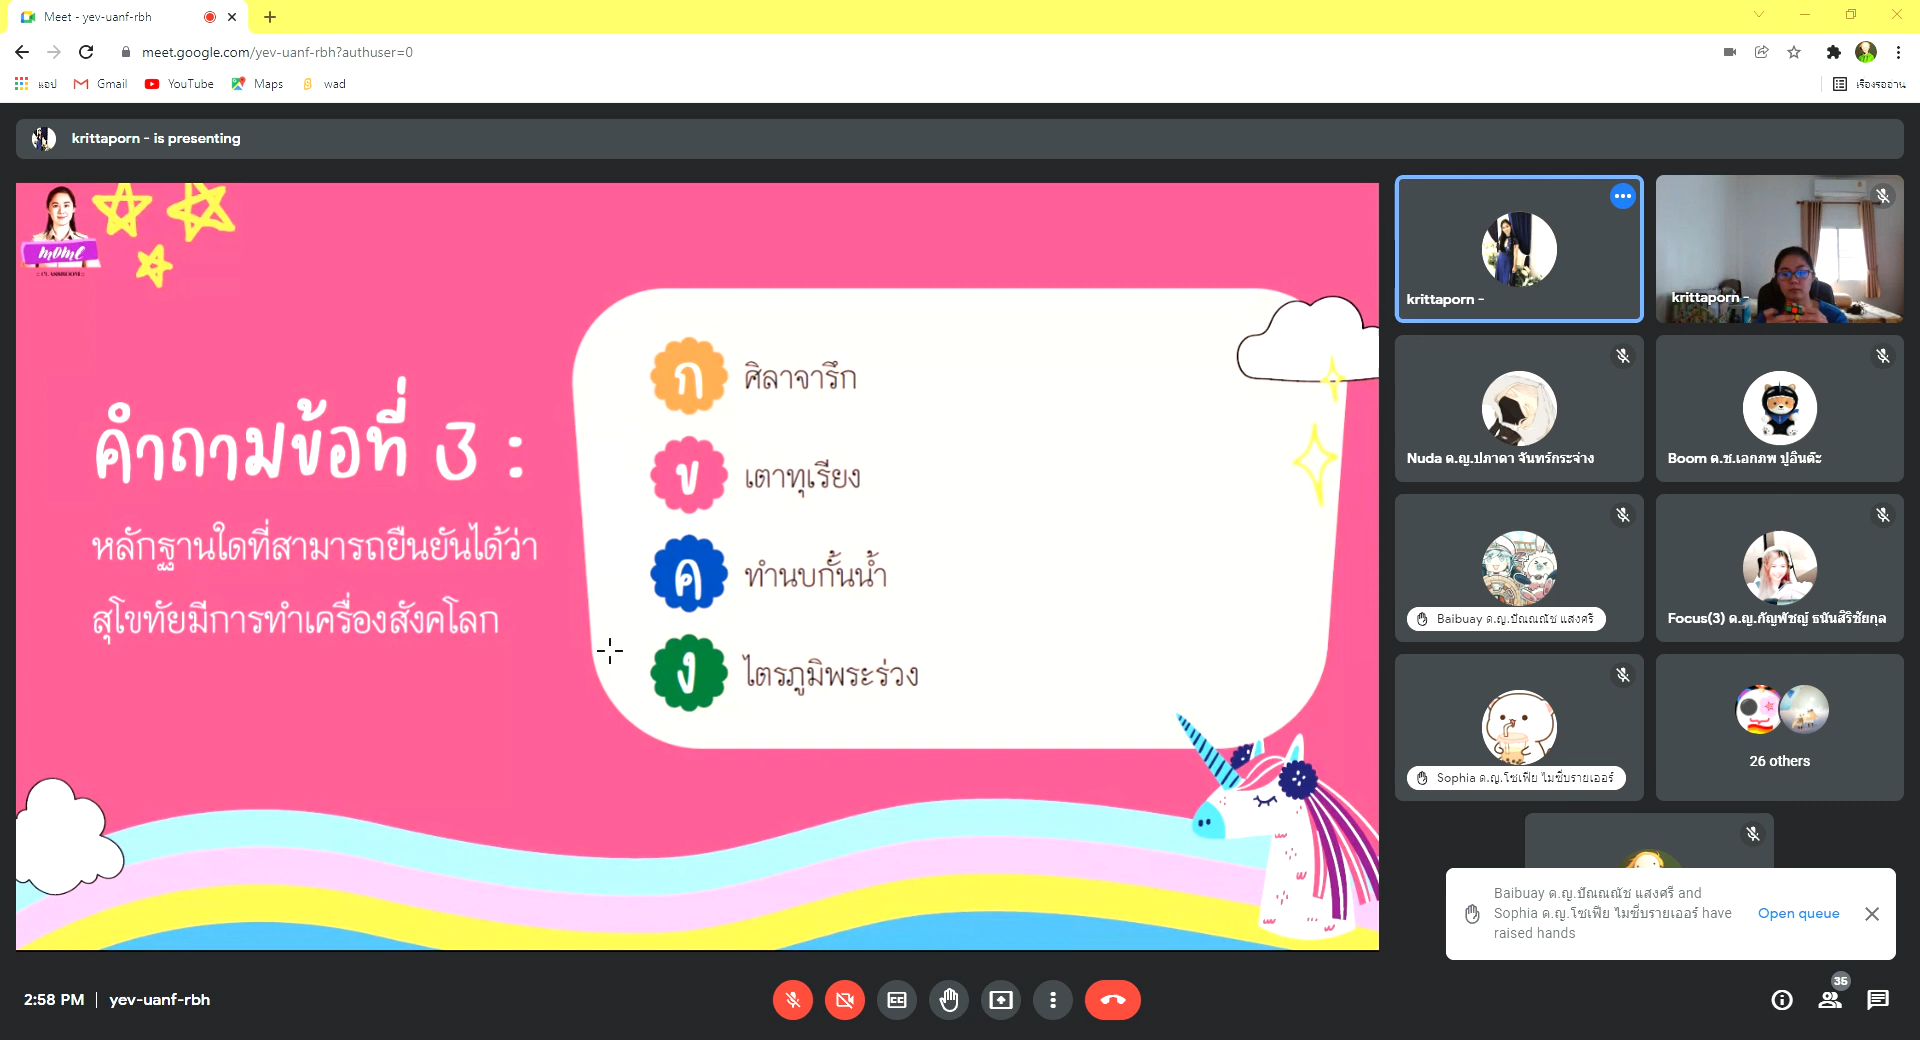 Meet - yev-uanf-rbh
meet.google.com/yev-uanf-rbh?authuser=0
แอป
Gmail
YouTube
Maps
wad
เรื่องรออ่าน
krittaporn - is presenting
mome
คำถามข้อที่ 3 :
หลักฐานใดที่สามารถยืนยันได้ว่า
สุโขทัยมีการทำเครื่องสังคโลก
ก ศิลาจารึก
ข เตาทุเรียง
ค ทำนบกั้นน้ำ
ง ไตรภูมิพระร่วง
krittaporn -
krittaporn -
Nuda ด.ญ.ปภาดา จันทร์กระจ่าง
Boom ด.ช.เอกภพ ปูอินต๊ะ
Baibuay ด.ญ.ปัณณณัช แสงศรี
Focus(3) ด.ญ.กัญพัชญ์ ธนันสิริชัยกุล
Sophia ด.ญ.โซเฟีย ไมซี่บรายเออร์
26 others
Baibuay ด.ญ.ปัณณณัช แสงศรี and
Sophia ด.ญ.โซเฟีย ไมซี่บรายเออร์ have
raised hands
Open queue
2:58 PM | yev-uanf-rbh
35